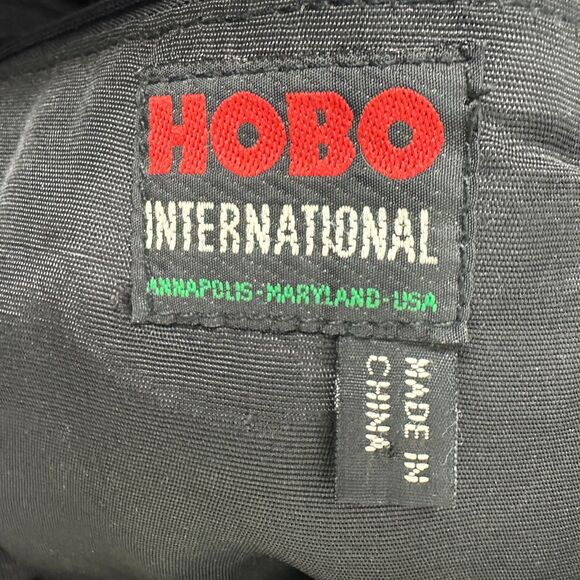 HOBO
INTERNATIONAL
ANNAPOLIS-MARYLAND-USA
MADE IN
CHINA